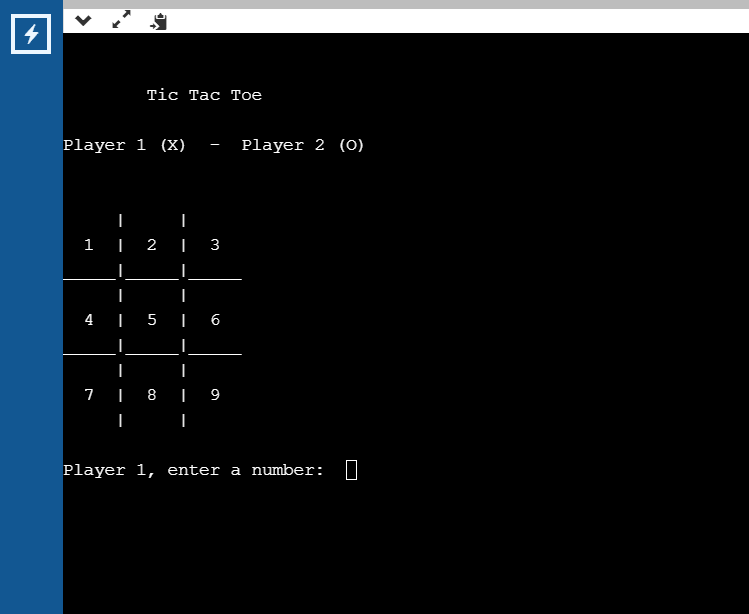 Tic Tac Toe
Player 1 (X)  -  Player 2 (O)
     |     |
  1  |  2  |  3
_____|_____|_____
     |     |
  4  |  5  |  6
_____|_____|_____
     |     |
  7  |  8  |  9
     |     |
Player 1, enter a number: